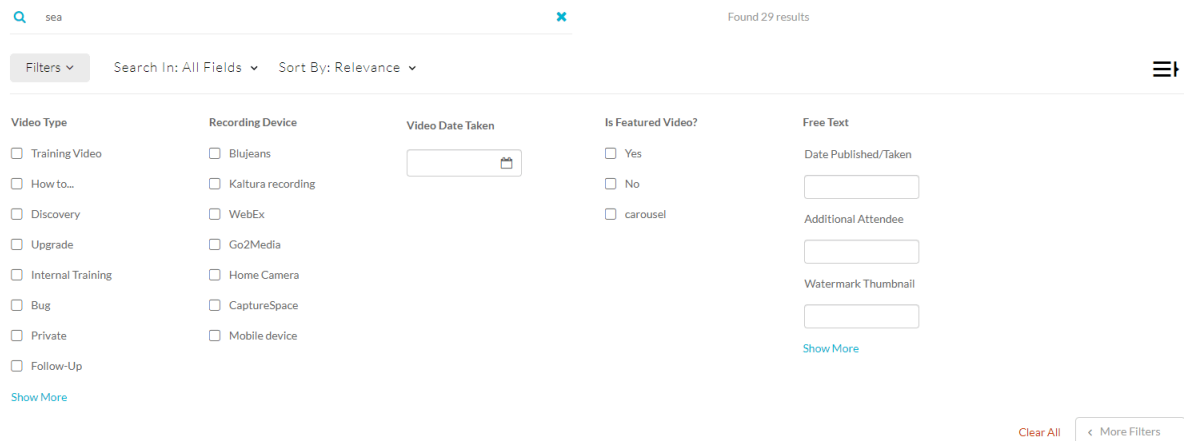 sea
Found 29 results
Filters
Search In: All Fields
Sort By: Relevance
Video Type
Training Video
How to...
Discovery
Upgrade
Internal Training
Bug
Private
Follow-Up
Show More
Recording Device
Blujeans
Kaltura recording
WebEx
Go2Media
Home Camera
CaptureSpace
Mobile device
Video Date Taken
Is Featured Video?
Yes
No
carousel
Free Text
Date Published/Taken
Additional Attendee
Watermark Thumbnail
Show More
Clear All
More Filters